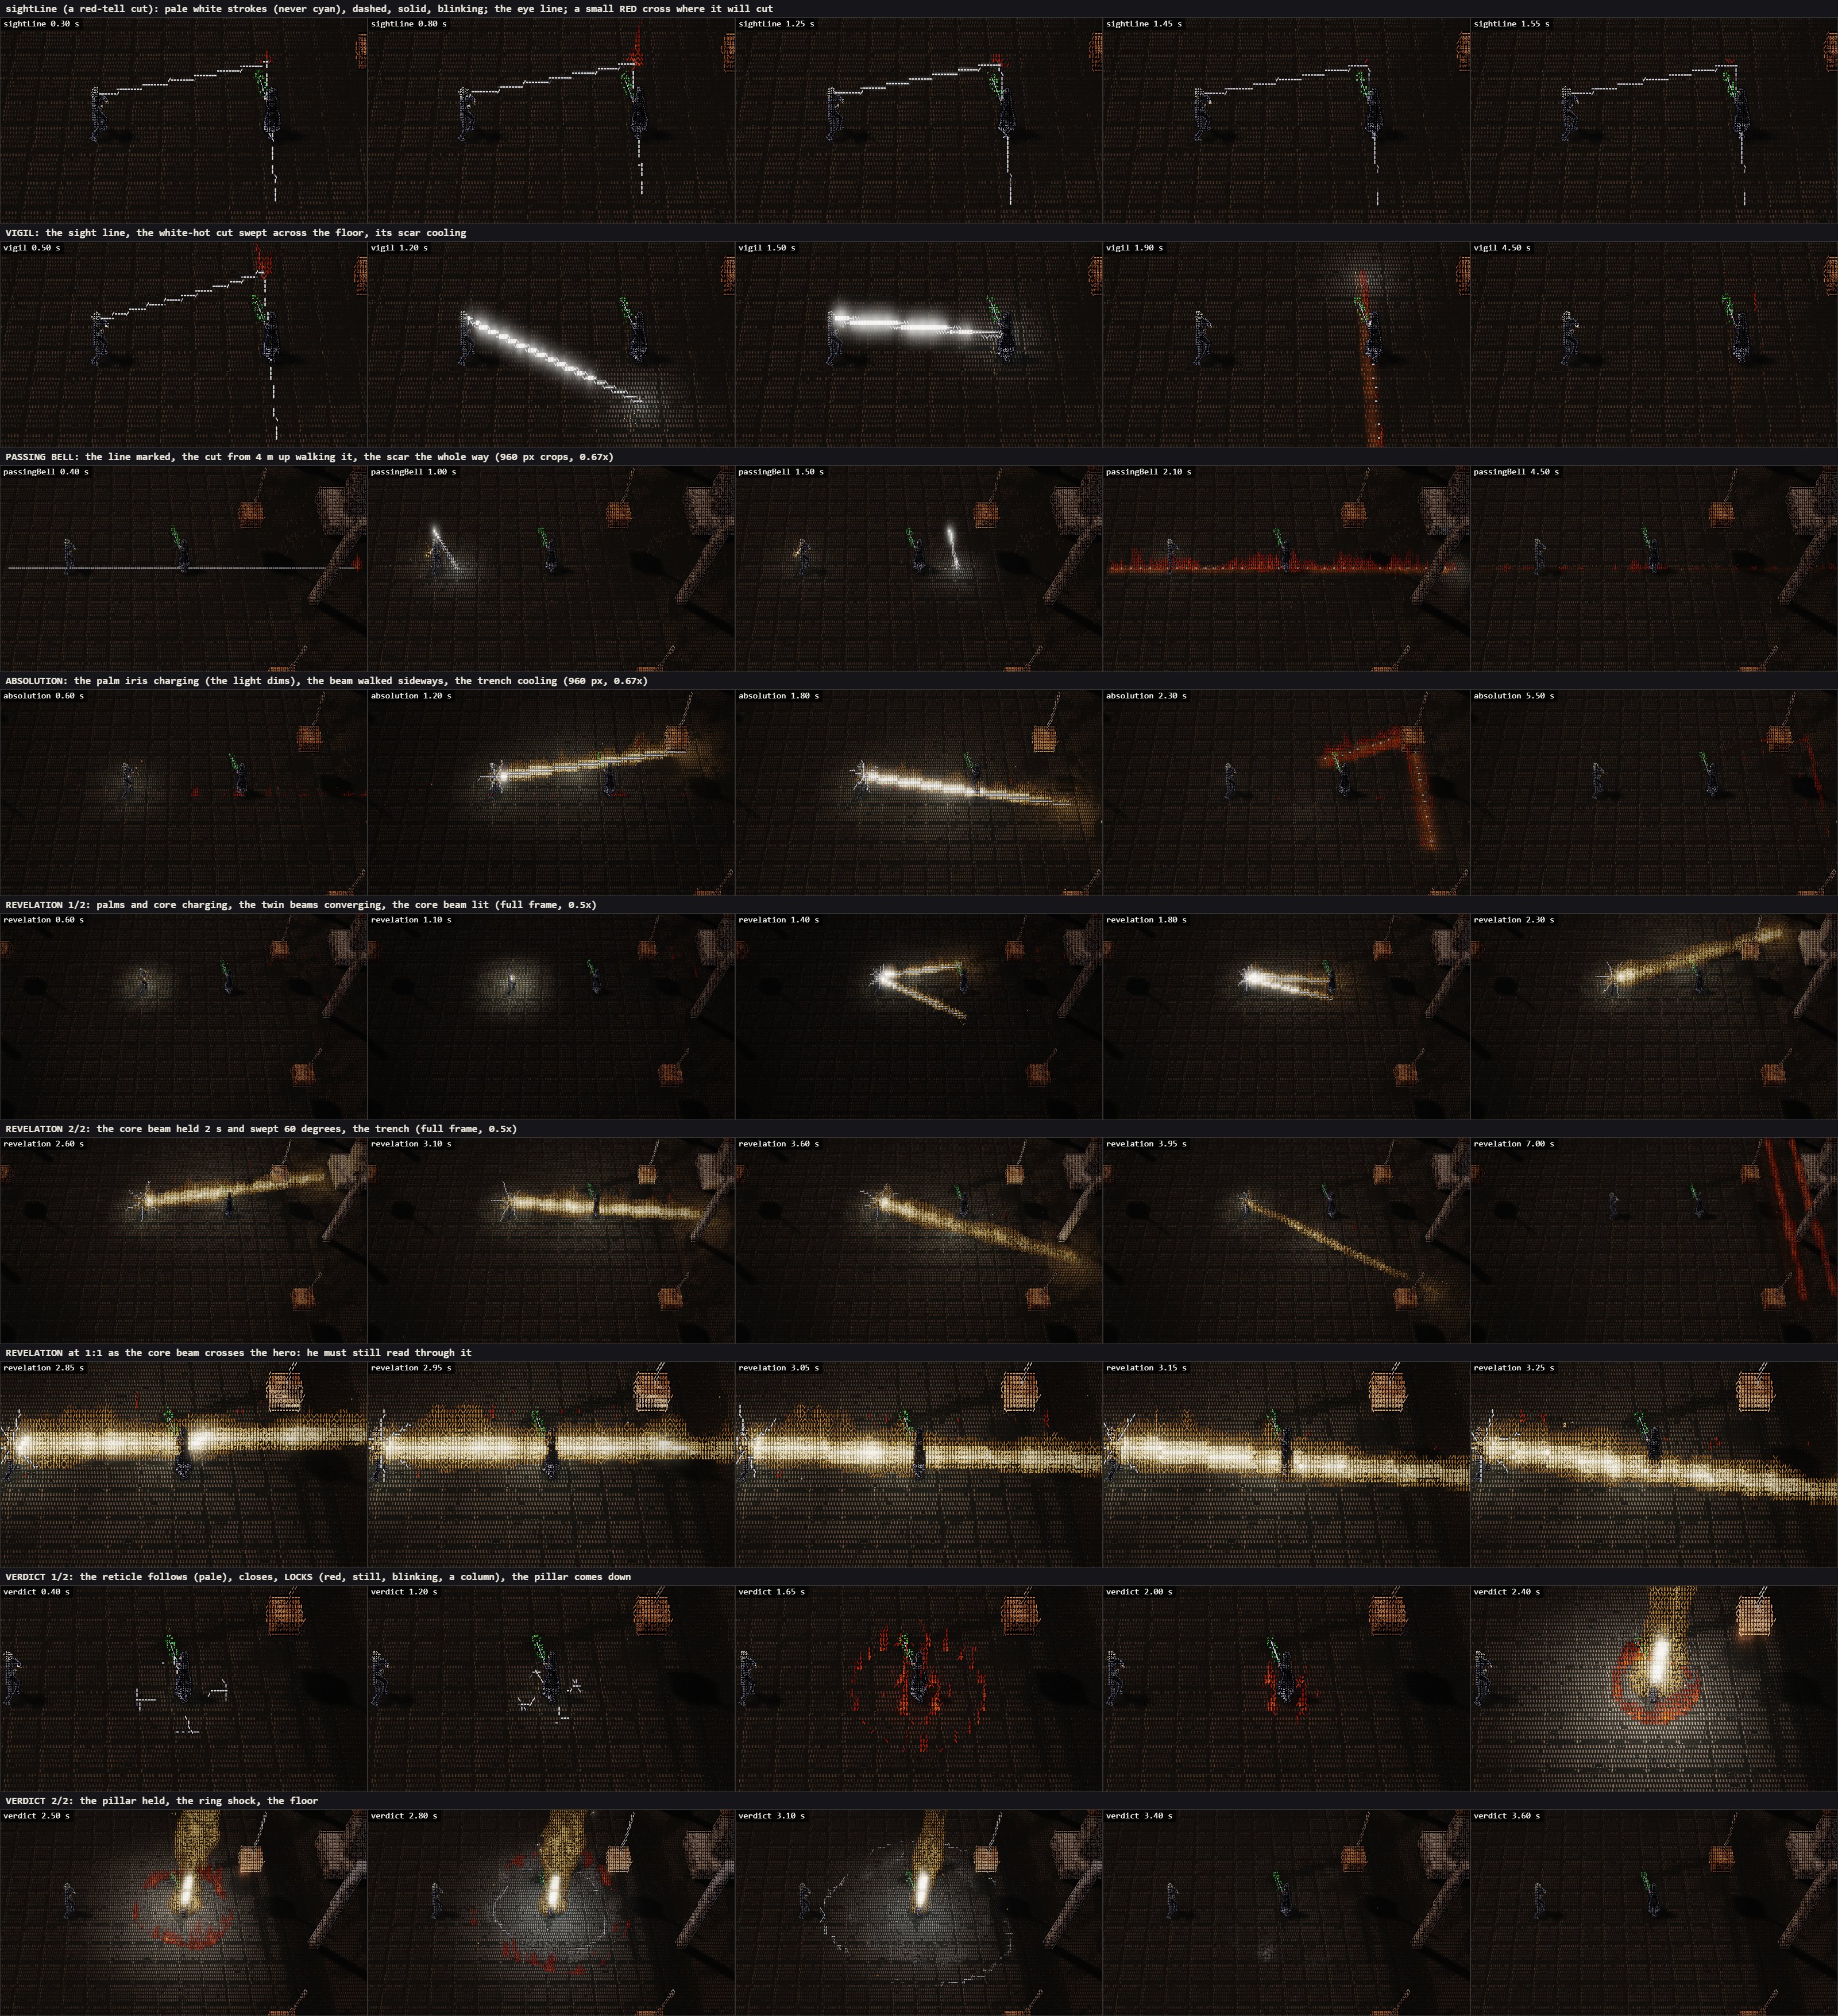 sightLine (a red-tell cut): pale white strokes (never cyan), dashed, solid, blinking; the eye line; a small RED cross where it will cut
sightLine 0.30 s
sightLine 0.80 s
sightLine 1.25 s
sightLine 1.45 s
sightLine 1.55 s
VIGIL: the sight line, the white-hot cut swept across the floor, its scar cooling
vigil 0.50 s
vigil 1.20 s
vigil 1.50 s
vigil 1.90 s
vigil 4.50 s
PASSING BELL: the line marked, the cut from 4 m up walking it, the scar the whole way (960 px crops, 0.67x)
passingBell 0.40 s
passingBell 1.00 s
passingBell 1.50 s
passingBell 2.10 s
passingBell 4.50 s
ABSOLUTION: the palm iris charging (the light dims), the beam walked sideways, the trench cooling (960 px, 0.67x)
absolution 0.60 s
absolution 1.20 s
absolution 1.80 s
absolution 2.30 s
absolution 5.50 s
REVELATION 1/2: palms and core charging, the twin beams converging, the core beam lit (full frame, 0.5x)
revelation 0.60 s
revelation 1.10 s
revelation 1.40 s
revelation 1.80 s
revelation 2.30 s
REVELATION 2/2: the core beam held 2 s and swept 60 degrees, the trench (full frame, 0.5x)
revelation 2.60 s
revelation 3.10 s
revelation 3.60 s
revelation 3.95 s
revelation 7.00 s
REVELATION at 1:1 as the core beam crosses the hero: he must still read through it
revelation 2.85 s
revelation 2.95 s
revelation 3.05 s
revelation 3.15 s
revelation 3.25 s
VERDICT 1/2: the reticle follows (pale), closes, LOCKS (red, still, blinking, a column), the pillar comes down
verdict 0.40 s
verdict 1.20 s
verdict 1.65 s
verdict 2.00 s
verdict 2.40 s
VERDICT 2/2: the pillar held, the ring shock, the floor
verdict 2.50 s
verdict 2.80 s
verdict 3.10 s
verdict 3.40 s
verdict 3.60 s